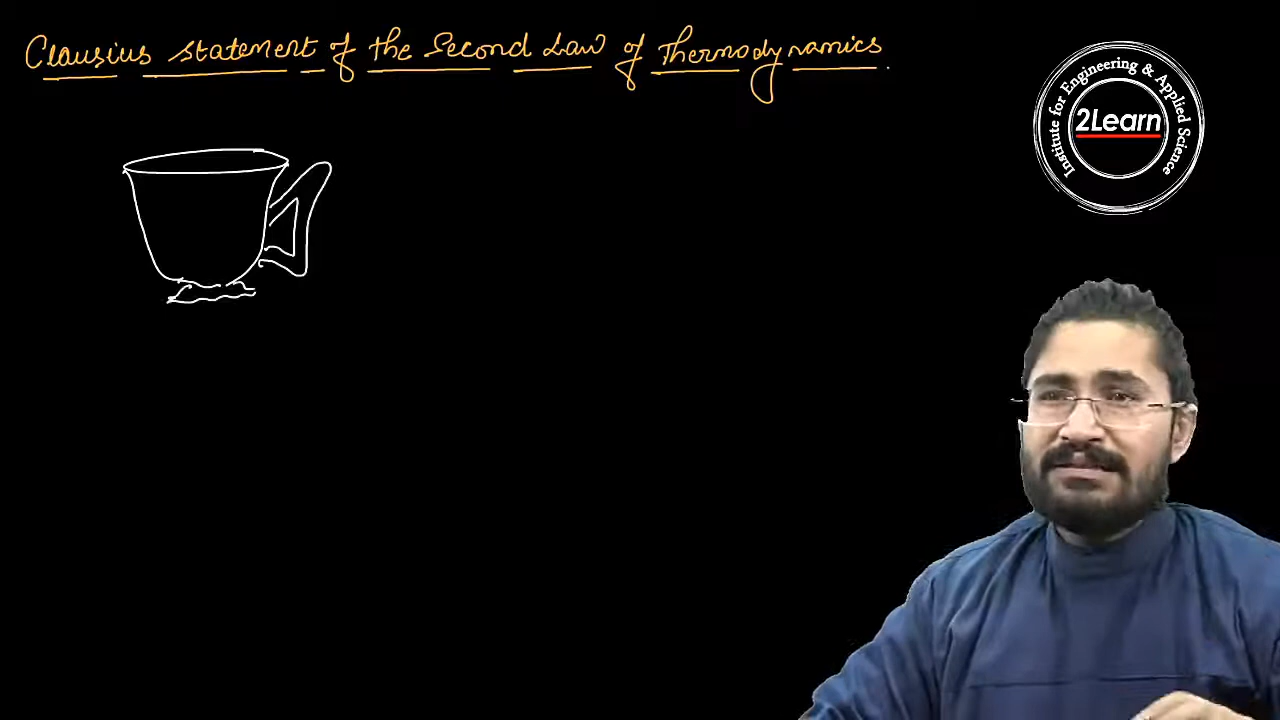 Clausius statement of the Second Law of Thermodynamics.
Institute for Engineering & Applied Science
2Learn